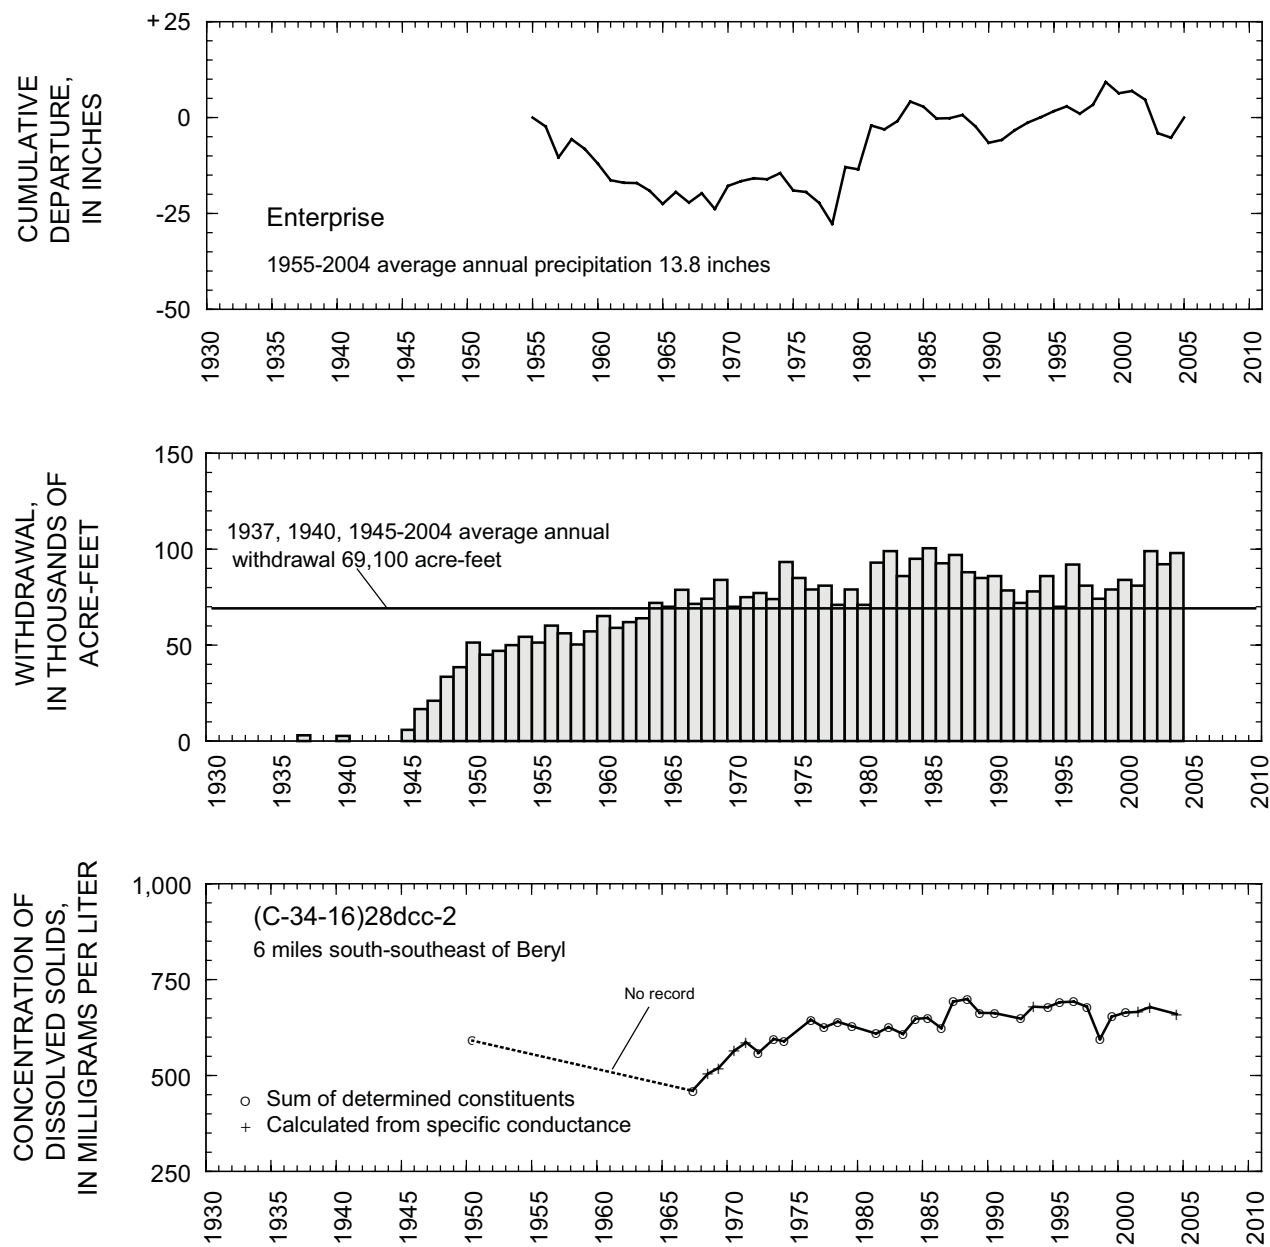 CUMULATIVE
DEPARTURE,
IN INCHES
+25
0
-25
-50
Enterprise
1955-2004 average annual precipitation 13.8 inches
1930 1935 1940 1945 1950 1955 1960 1965 1970 1975 1980 1985 1990 1995 2000 2005 2010
WITHDRAWAL,
IN THOUSANDS OF
ACRE-FEET
150
100
50
0
1937, 1940, 1945-2004 average annual
withdrawal 69,100 acre-feet
1930 1935 1940 1945 1950 1955 1960 1965 1970 1975 1980 1985 1990 1995 2000 2005 2010
CONCENTRATION OF
DISSOLVED SOLIDS,
IN MILLIGRAMS PER LITER
1,000
750
500
250
(C-34-16)28dcc-2
6 miles south-southeast of Beryl
No record
Sum of determined constituents
Calculated from specific conductance
1930 1935 1940 1945 1950 1955 1960 1965 1970 1975 1980 1985 1990 1995 2000 2005 2010